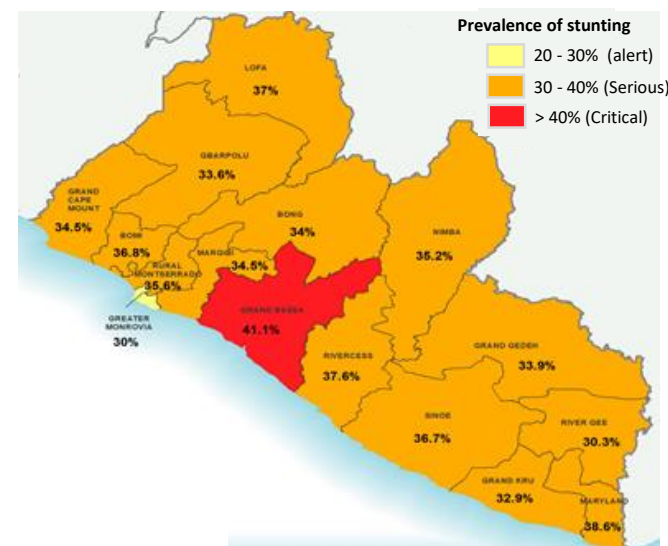 Prevalence of stunting
20 - 30% (alert)
30 - 40% (Serious)
> 40% (Critical)
LOFA
37%
GBARPOLU
33.6%
GRAND
CAPE
MOUNT
34.5%
BOMI
36.8%
BONG
34%
NIMBA
35.2%
MARGIBI
34.5%
RURAL
MONTSERRADO
35.6%
GREATER
MONROVIA
30%
GRAND BASSA
41.1%
RIVERCESS
37.6%
GRAND GEDEH
33.9%
SINOE
36.7%
RIVER GEE
30.3%
GRAND KRU
32.9%
MARYLAND
38.6%